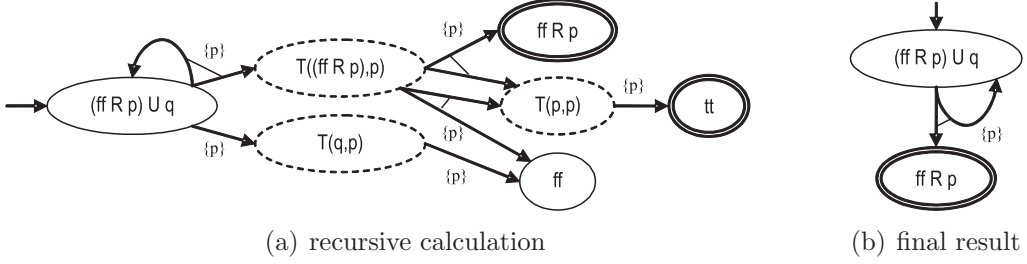 {p}
ff R p
{p}
T((ff R p),p)
(ff R p) U q
T(p,p)
{p}
tt
{p}
T(q,p)
{p}
{p}
ff
(a) recursive calculation
(ff R p) U q
{p}
ff R p
(b) final result